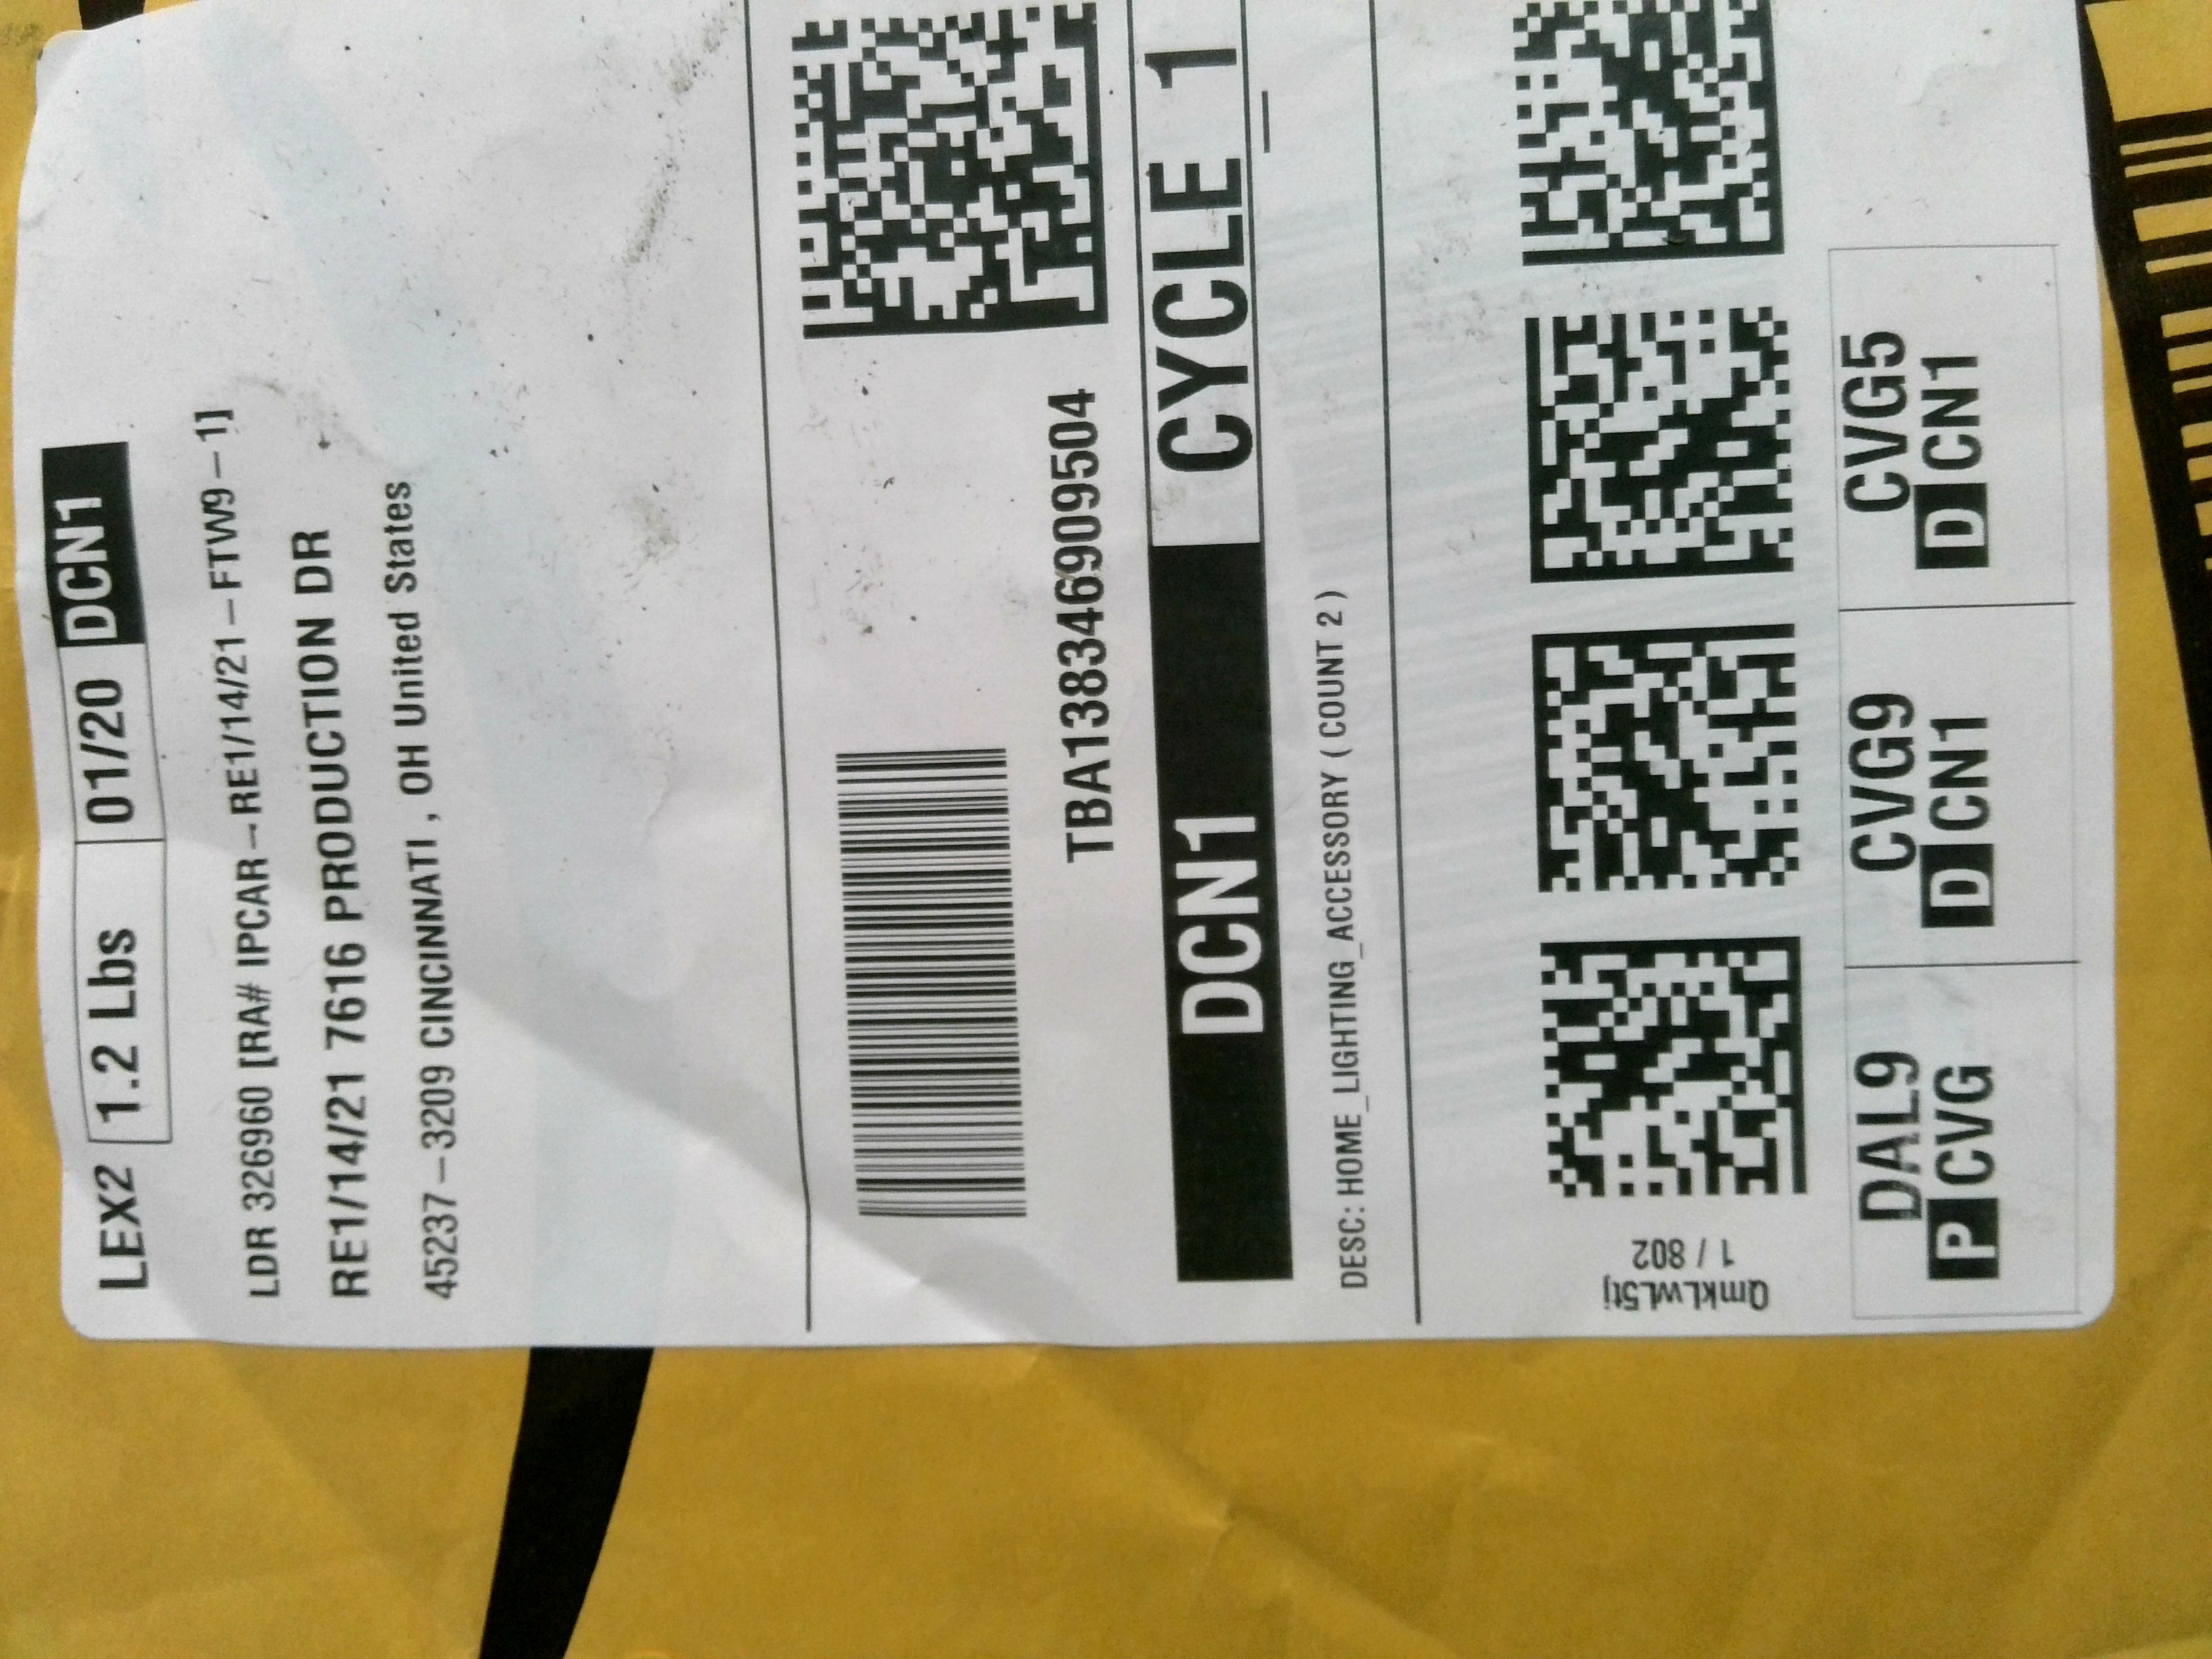 LEX2 1.2 Lbs 01/20 DCN1
LDR 326960 [RA# IPCAR-RE1/14/21-FTW9-1]
RE1/14/21 7616 PRODUCTION DR
45237-3209 CINCINNATI , OH United States
TBA138346909504
DCN1 CYCLE_1
DESC: HOME_LIGHTING_ACCESSORY ( COUNT 2 )
QmkLwL5tj
1 / 802
DAL9 CVG9 CVG5
P CVG D CN1 D CN1